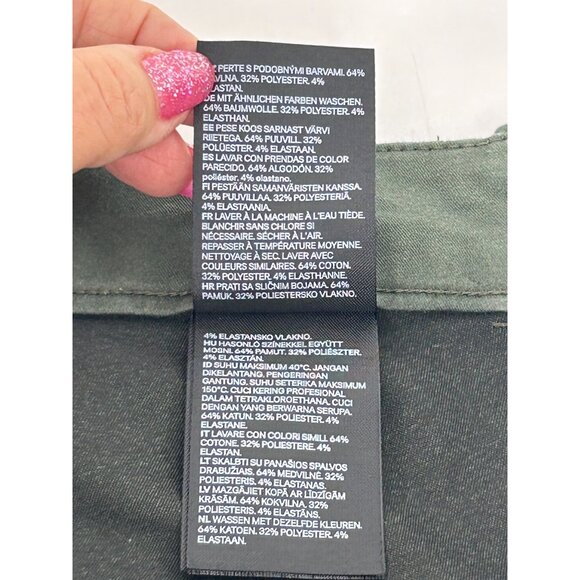 PERTE S PODOBNÝMI BARVAMI. 64%
32% POLYESTER. 4%
ELASTAN.
DE MIT ÄHNLICHEN FARBEN WASCHEN.
64% BAUMWOLLE. 32% POLYESTER. 4%
ELASTHAN.
EE PESE KOOS SARNAST VÄRVI
RIIETEGA. 64% PUUVILL. 32%
POLÜESTER. 4% ELASTAAN.
ES LAVAR CON PRENDAS DE COLOR
PARECIDO. 64% ALGODÓN. 32%
poliéster. 4% elastano.
FI PESTÄÄN SAMANVÄRISTEN KANSSA.
64% PUUVILLAA. 32% POLYESTERIÄ.
4% ELASTAANIA.
FR LAVER À LA MACHINE À L'EAU TIÈDE.
BLANCHIR SANS CHLORE SI
NÉCESSAIRE. SÉCHER À L'AIR.
REPASSER À TEMPÉRATURE MOYENNE.
NETTOYAGE À SEC. LAVER AVEC
COULEURS SIMILAIRES. 64% COTON.
32% POLYESTER. 4% ELASTHANNE.
HR PRATI SA SLIČNIM BOJAMA. 64%
PAMUK. 32% POLIESTERSKO VLAKNO.
4% ELASTANSKO VLAKNO.
HU HASONLÓ SZÍNEKKEL EGYÜTT
MOSNI. 64% PAMUT. 32% POLIÉSZTER.
4% ELASZTÁN.
ID SUHU MAKSIMUM 40°C. JANGAN
DIKELANTANG. PENGERINGAN
GANTUNG. SUHU SETERIKA MAKSIMUM
150°C. CUCI KERING PROFESIONAL
DALAM TETRAKLOROETHANA. CUCI
DENGAN YANG BERWARNA SERUPA.
64% KATUN. 32% POLYESTER. 4%
ELASTANE.
IT LAVARE CON COLORI SIMILI. 64%
COTONE. 32% POLIESTERE. 4%
ELASTAN.
LT SKALBTI SU PANAŠIOS SPALVOS
DRABUŽIAIS. 64% MEDVILNĖ. 32%
POLIESTERIS. 4% ELASTANAS.
LV MAZGĀJIET KOPĀ AR LĪDZĪGĀM
KRĀSĀM. 64% KOKVILNA. 32%
POLIESTERIS. 4% ELASTĀNS.
NL WASSEN MET DEZELFDE KLEUREN.
64% KATOEN. 32% POLYESTER. 4%
ELASTAAN.